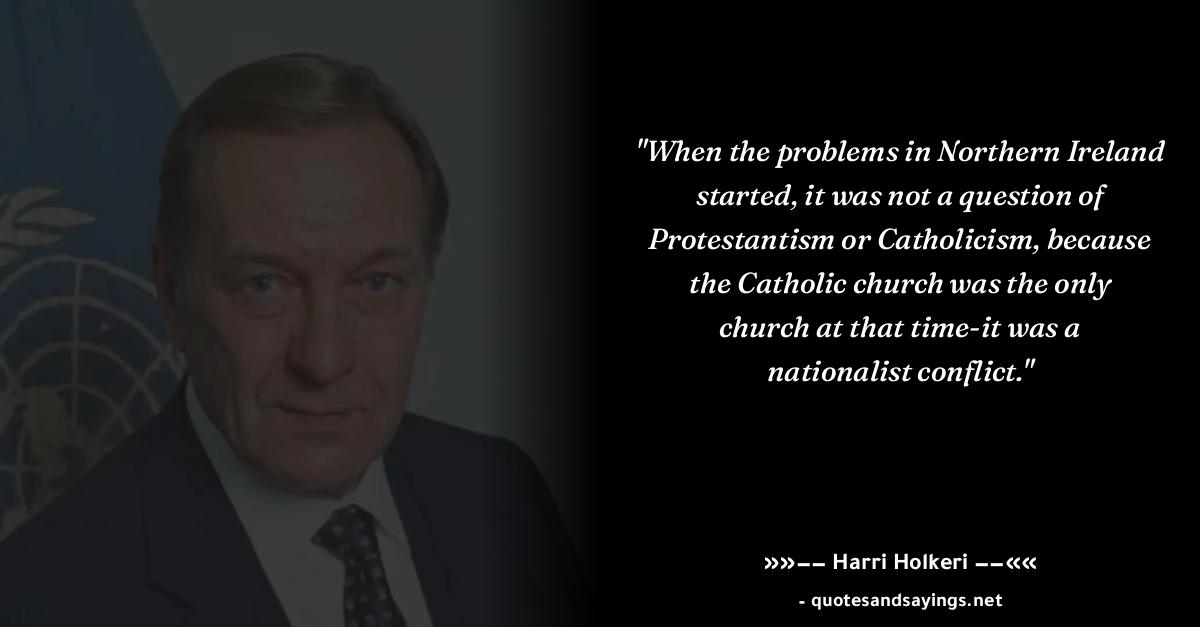 "When the problems in Northern Ireland
started, it was not a question of
Protestantism or Catholicism, because
the Catholic church was the only
church at that time-it was a
nationalist conflict."
»»–– Harri Holkeri ––««
- quotesandsayings.net